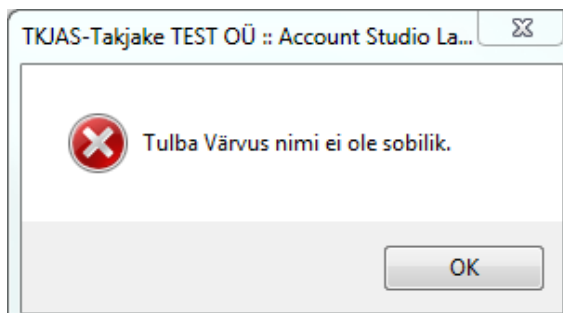 TKJAS-Takjake TEST OÜ :: Account Studio La...
Tulba Värvus nimi ei ole sobilik.
OK